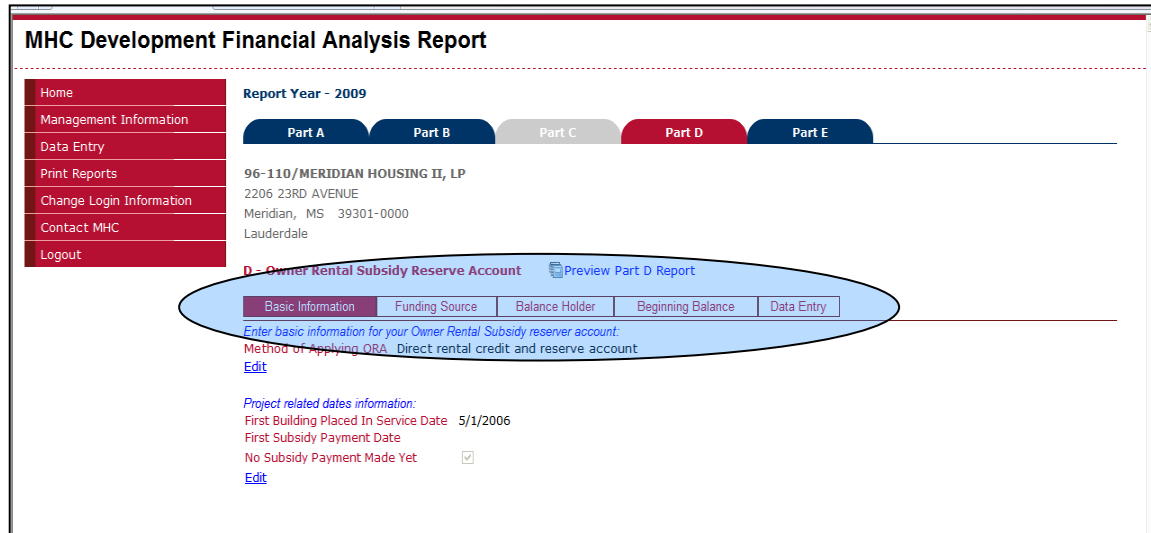 MHC Development Financial Analysis Report
Home
Management Information
Data Entry
Print Reports
Change Login Information
Contact MHC
Logout
Report Year - 2009
Part A Part B Part C Part D Part E
96-110/MERIDIAN HOUSING II, LP
2206 23RD AVENUE
Meridian, MS 39301-0000
Lauderdale
D - Owner Rental Subsidy Reserve Account Preview Part D Report
Basic Information Funding Source Balance Holder Beginning Balance Data Entry
Enter basic information for your Owner Rental Subsidy reserver account:
Method of Applying ORA Direct rental credit and reserve account
Edit
Project related dates information:
First Building Placed In Service Date 5/1/2006
First Subsidy Payment Date
No Subsidy Payment Made Yet
Edit